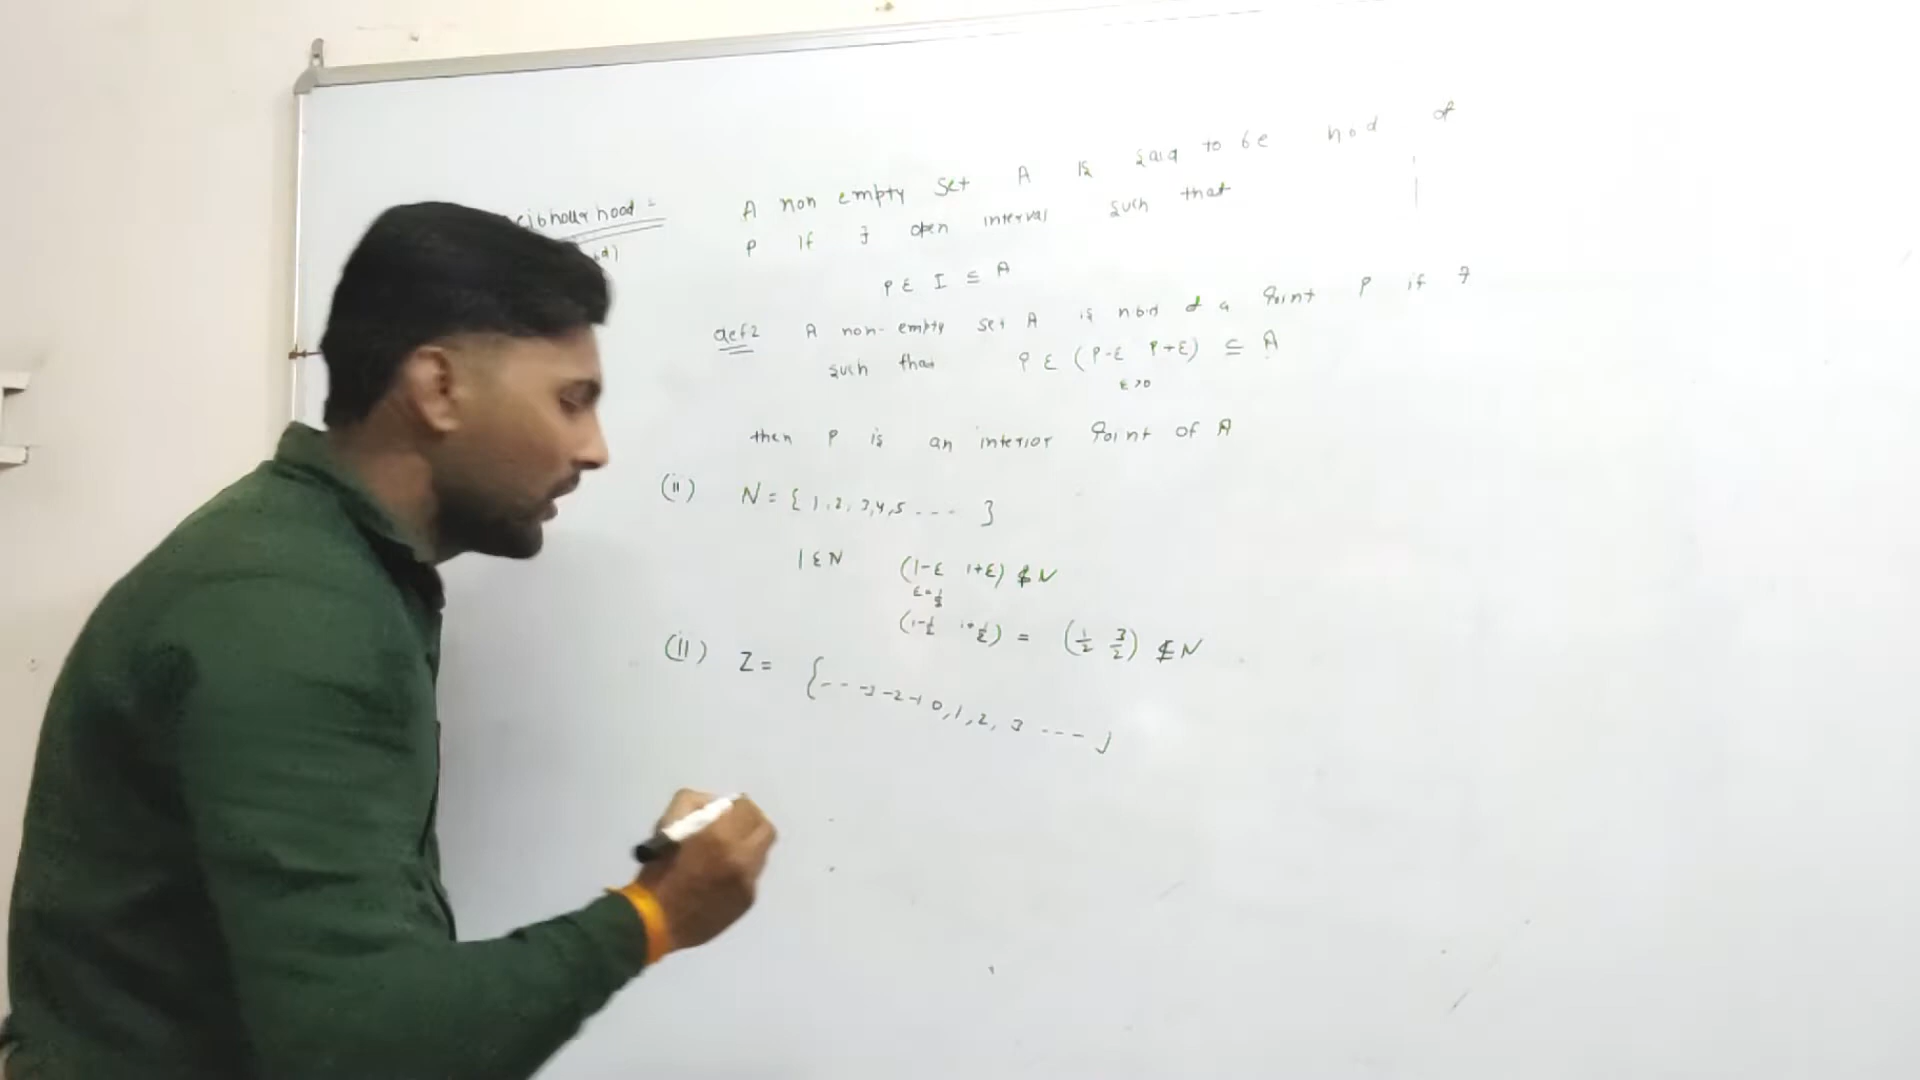 eibhourhood =
bd)
A non empty set A is said to be nod of
p If ∃ open interval such that
p ε I ⊆ A
def2 A non-empty set A is nbd of a point p if ∃
such that p ε (p-ε p+ε) ⊆ A
ε>0
then p is an interior point of A
(ii) N = { 1,2,3,4,5 ---- }
1 ε N (1-ε 1+ε) ⊄ N
ε=1/2
(1-1/2 1+1/2) = (1/2 3/2) ⊄ N
(ii) Z = {-- -3 -2 -1 0,1,2, 3 ---- }